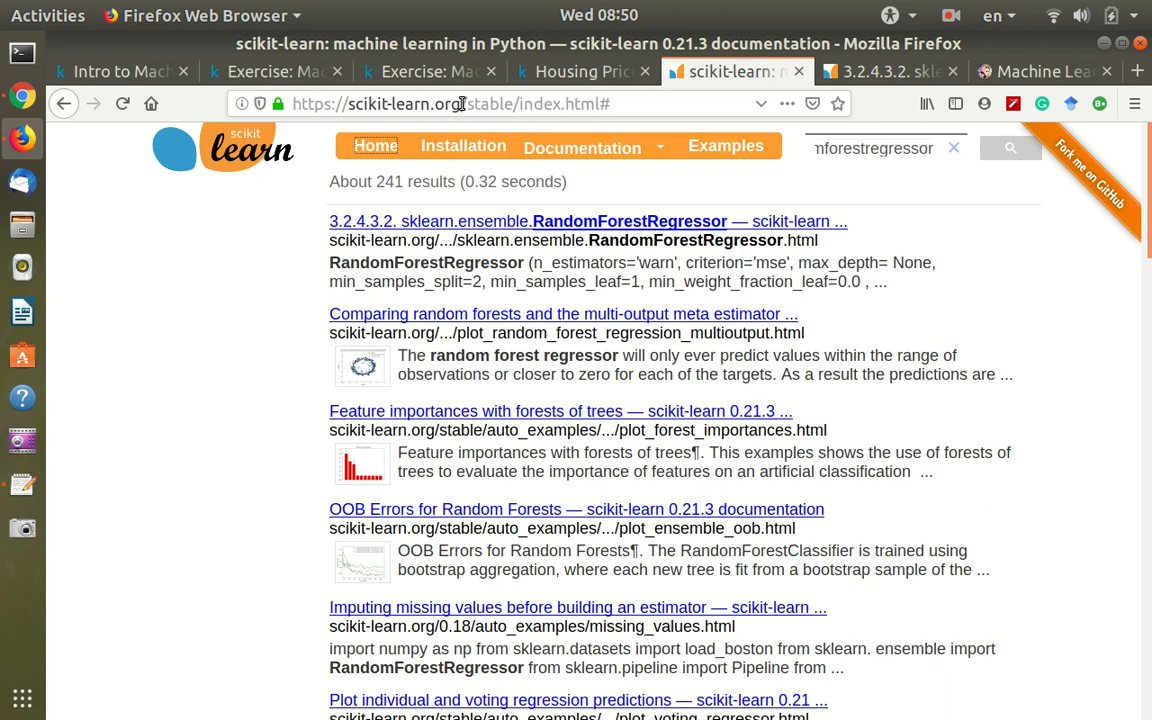 Activities Firefox Web Browser Wed 08:50 en
scikit-learn: machine learning in Python — scikit-learn 0.21.3 documentation - Mozilla Firefox
Intro to Mach Exercise: Ma Exercise: Ma Housing Pric scikit-learn: m 3.2.4.3.2. skl Machine Lea
https://scikit-learn.org/stable/index.html#
scikit
learn
Home Installation Documentation Examples mforestregressor
Fork me on GitHub
About 241 results (0.32 seconds)
3.2.4.3.2. sklearn.ensemble.RandomForestRegressor — scikit-learn ...
scikit-learn.org/.../sklearn.ensemble.RandomForestRegressor.html
RandomForestRegressor (n_estimators='warn', criterion='mse', max_depth= None,
min_samples_split=2, min_samples_leaf=1, min_weight_fraction_leaf=0.0 , ...
Comparing random forests and the multi-output meta estimator ...
scikit-learn.org/.../plot_random_forest_regression_multioutput.html
The random forest regressor will only ever predict values within the range of
observations or closer to zero for each of the targets. As a result the predictions are ...
Feature importances with forests of trees — scikit-learn 0.21.3 ...
scikit-learn.org/stable/auto_examples/.../plot_forest_importances.html
Feature importances with forests of trees¶. This examples shows the use of forests of
trees to evaluate the importance of features on an artificial classification ...
OOB Errors for Random Forests — scikit-learn 0.21.3 documentation
scikit-learn.org/stable/auto_examples/.../plot_ensemble_oob.html
OOB Errors for Random Forests¶. The RandomForestClassifier is trained using
bootstrap aggregation, where each new tree is fit from a bootstrap sample of the ...
Imputing missing values before building an estimator — scikit-learn ...
scikit-learn.org/0.18/auto_examples/missing_values.html
import numpy as np from sklearn.datasets import load_boston from sklearn. ensemble import
RandomForestRegressor from sklearn.pipeline import Pipeline from ...
Plot individual and voting regression predictions — scikit-learn 0.21 ...
scikit-learn.org/stable/auto_examples/.../plot_voting_regressor.html